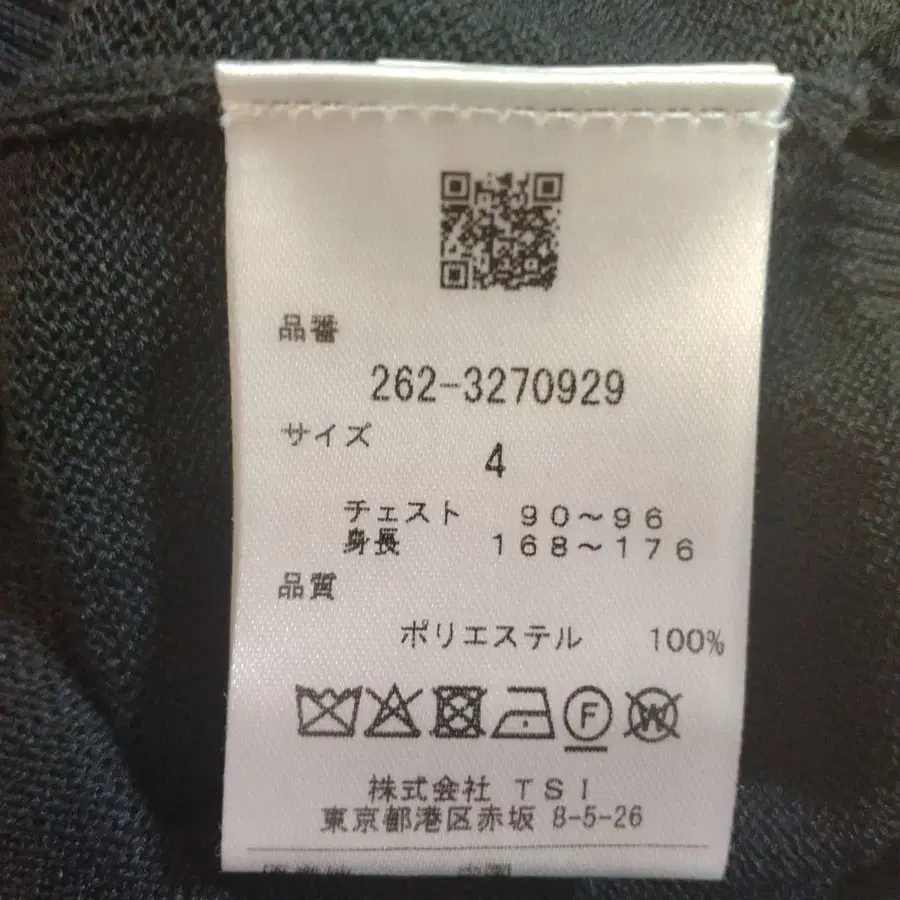 品番
262-3270929
サイズ
4
チェスト 90～96
身長 168～176
品質
ポリエステル 100%
F
W
株式会社 TSI
東京都港区赤坂 8-5-26